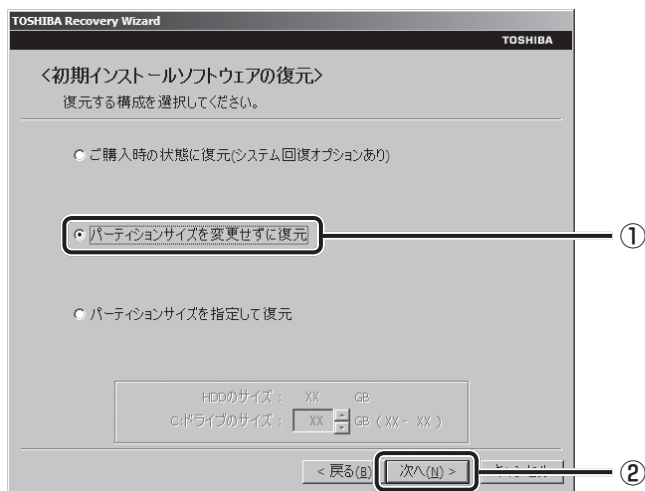 TOSHIBA Recovery Wizard
TOSHIBA
<初期インストールソフトウェアの復元>
復元する構成を選択してください。
ご購入時の状態に復元(システム回復オプションあり)
パーティションサイズを変更せずに復元
①
パーティションサイズを指定して復元
HDDのサイズ： XX GB
C:ドライブのサイズ： XX GB ( XX - XX )
< 戻る(B) 次へ(N) >
②